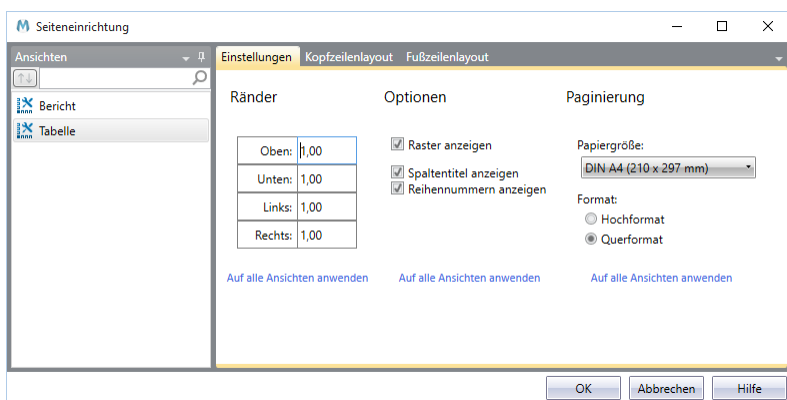 Seiteneinrichtung
Ansichten
Bericht
Tabelle
Einstellungen Kopfzeilenlayout Fußzeilenlayout
Ränder
Oben: 1,00
Unten: 1,00
Links: 1,00
Rechts: 1,00
Auf alle Ansichten anwenden
Optionen
Raster anzeigen
Spaltentitel anzeigen
Reihennummern anzeigen
Auf alle Ansichten anwenden
Paginierung
Papiergröße:
DIN A4 (210 x 297 mm)
Format:
Hochformat
Querformat
Auf alle Ansichten anwenden
OK Abbrechen Hilfe